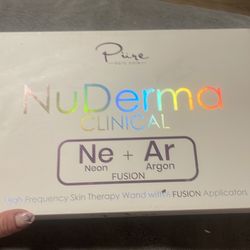 Pure
NuDerma
CLINICAL
Ne + Ar
Neon Argon
FUSION
High Frequency Skin Therapy Wand with FUSION Applicators